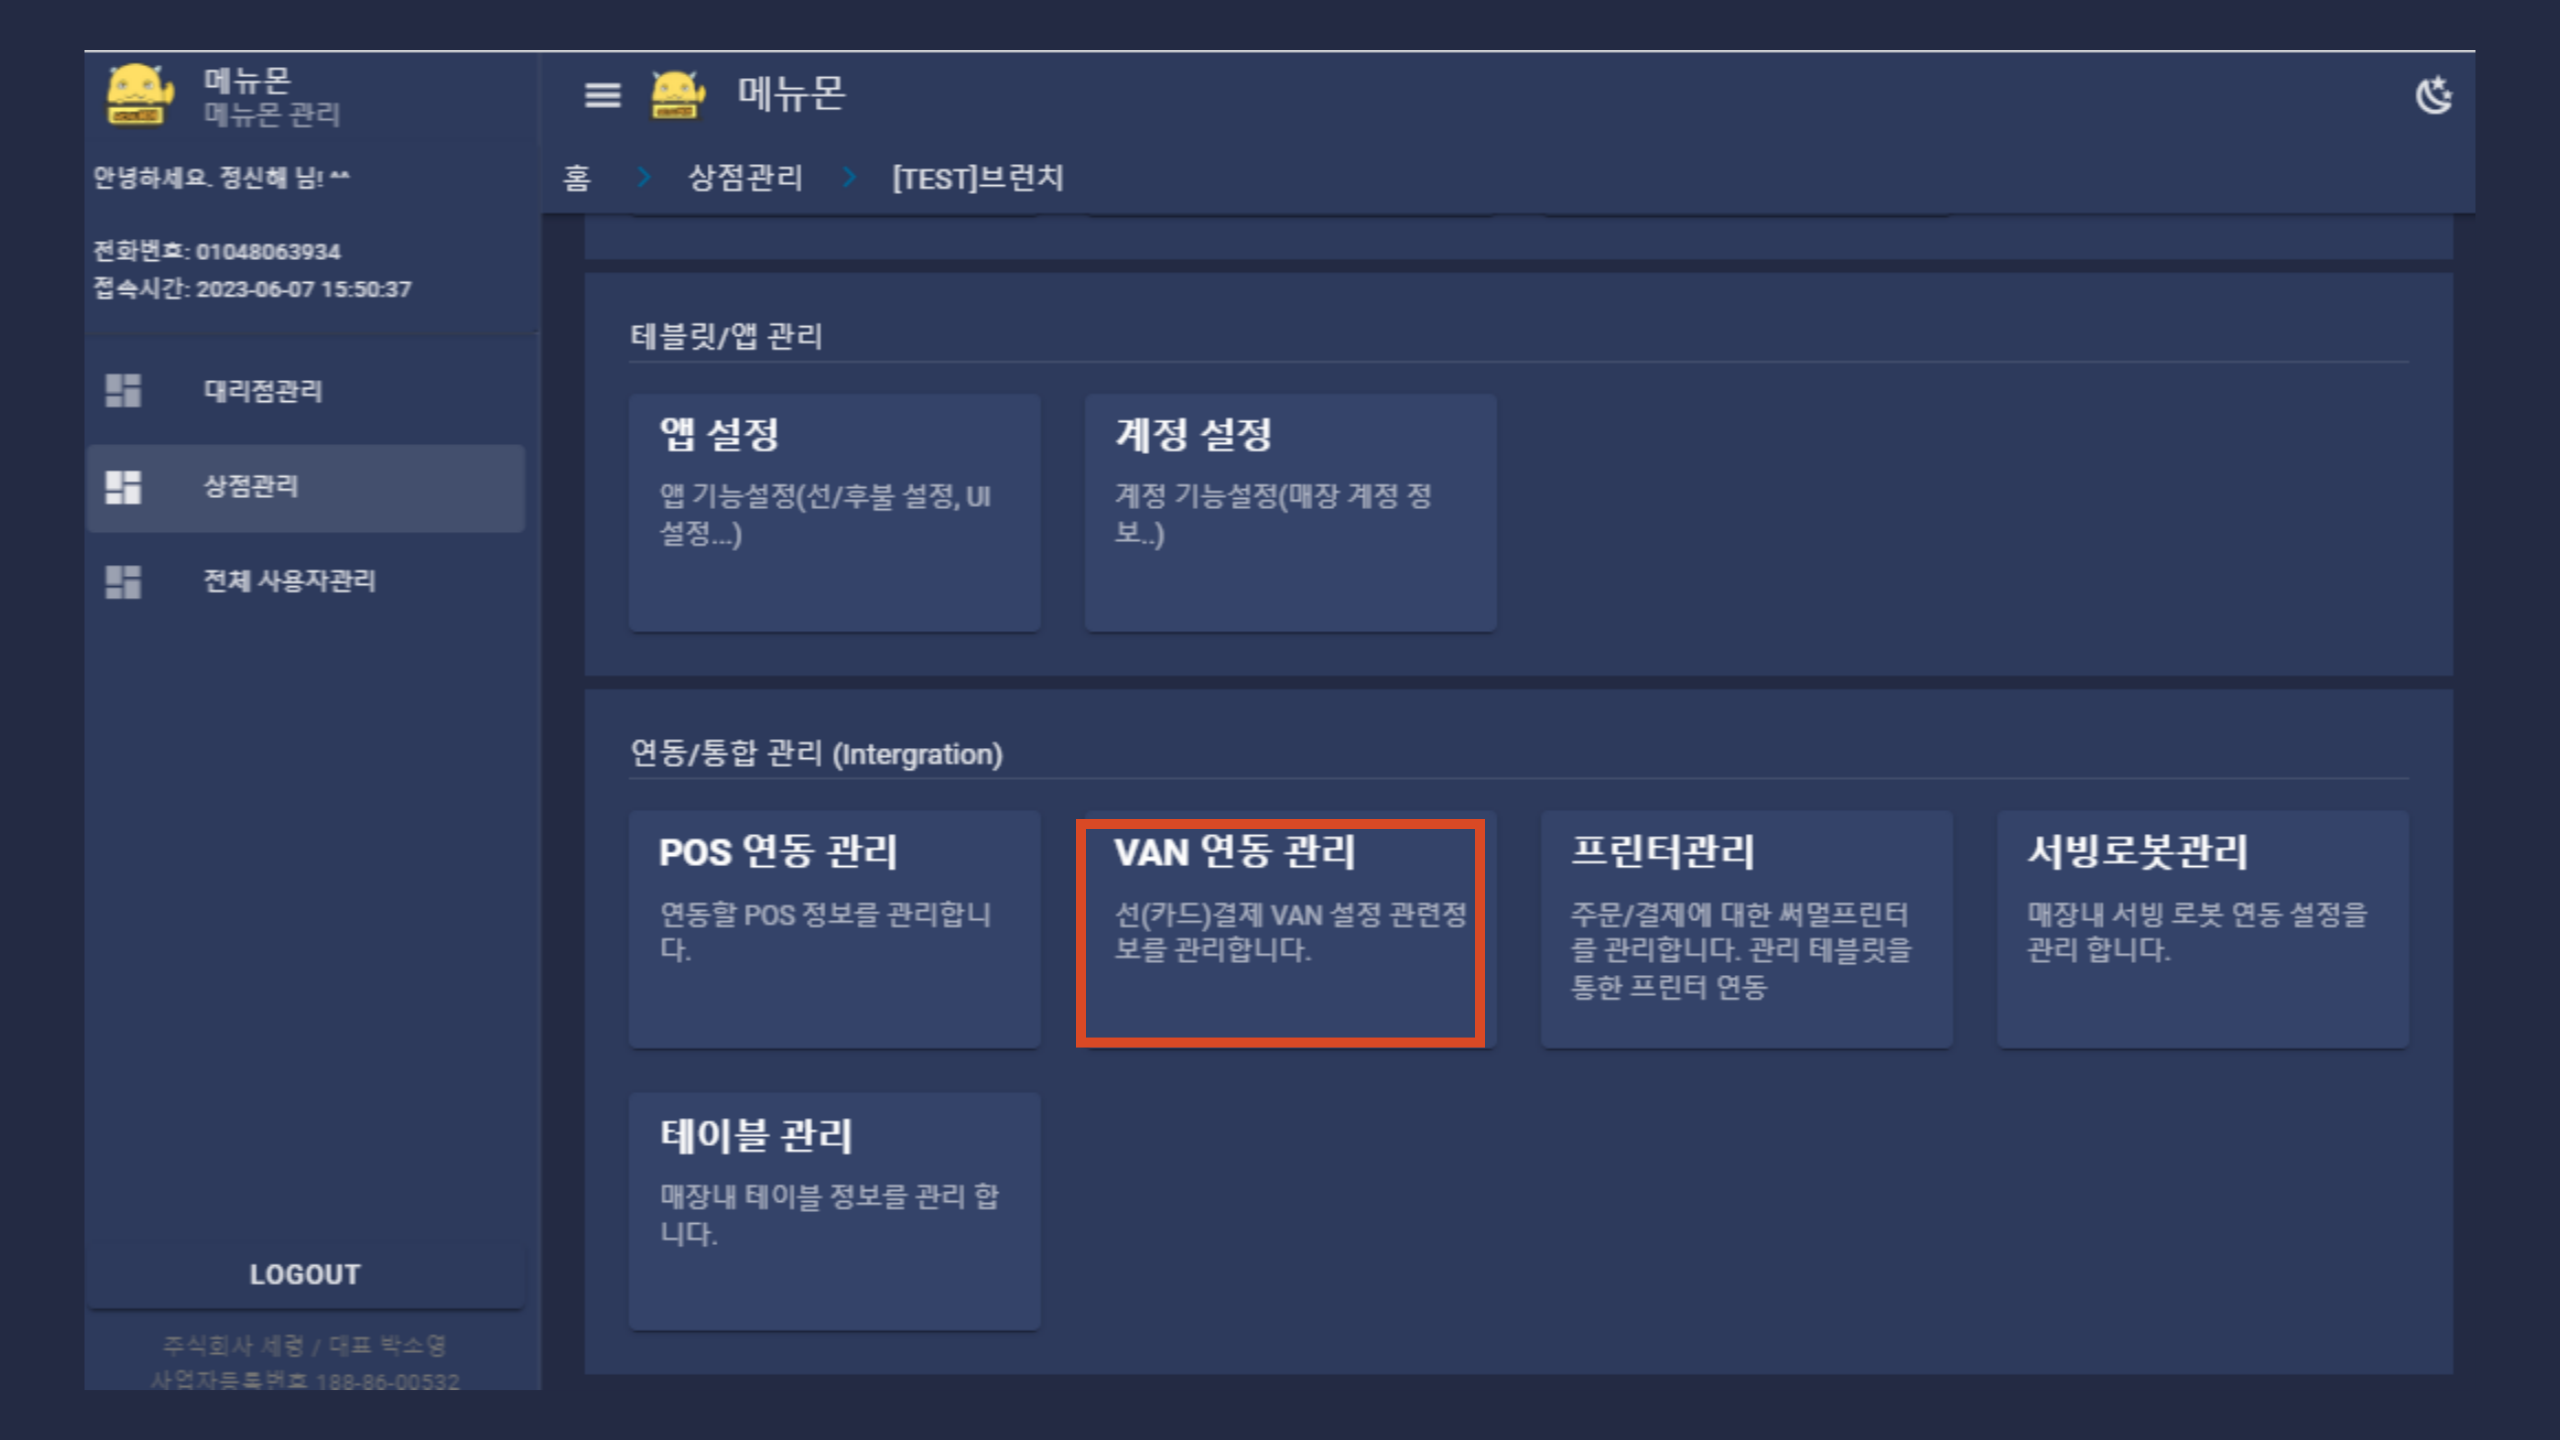 메뉴몬
메뉴몬 관리
안녕하세요. 정신해 님! ^^
전화번호: 01048063934
접속시간: 2023-06-07 15:50:37
대리점관리
상점관리
전체 사용자관리
LOGOUT
주식회사 세령 / 대표 박소영
사업자등록번호 188-86-00532
메뉴몬
홈 > 상점관리 > [TEST]브런치
테블릿/앱 관리
앱 설정
앱 기능설정(선/후불 설정, UI
설정...)
계정 설정
계정 기능설정(매장 계정 정
보..)
연동/통합 관리 (Intergration)
POS 연동 관리
연동할 POS 정보를 관리합니
다.
VAN 연동 관리
선(카드)결제 VAN 설정 관련정
보를 관리합니다.
프린터관리
주문/결제에 대한 써멀프린터
를 관리합니다. 관리 테블릿을
통한 프린터 연동
서빙로봇관리
매장내 서빙 로봇 연동 설정을
관리 합니다.
테이블 관리
매장내 테이블 정보를 관리 합
니다.